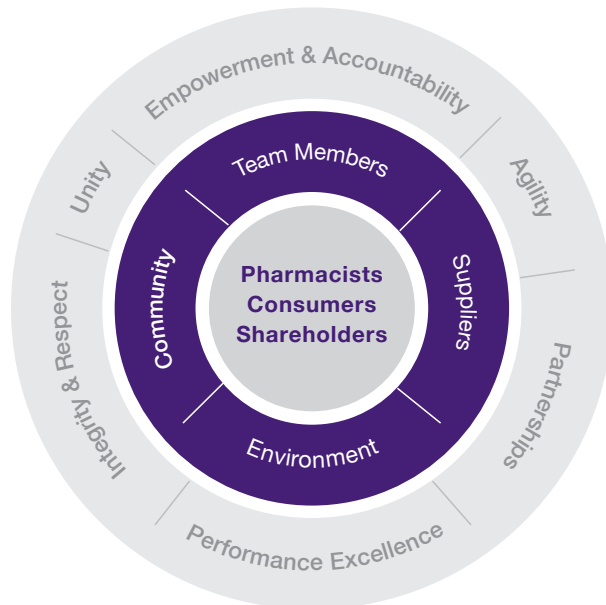 Empowerment & Accountability
Agility
Partnerships
Performance Excellence
Integrity & Respect
Unity
Team Members
Suppliers
Environment
Community
Pharmacists
Consumers
Shareholders